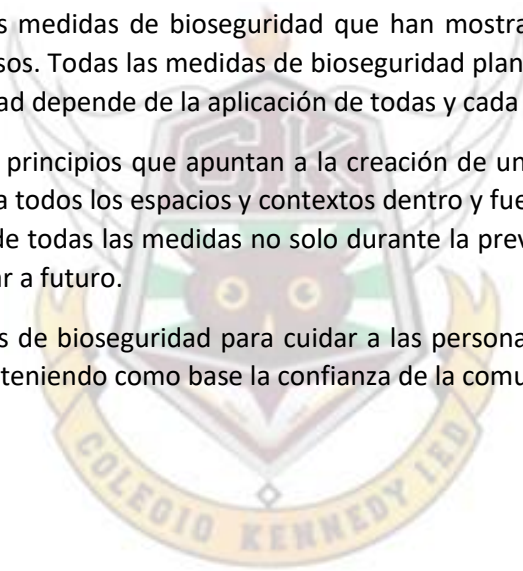 s medidas de bioseguridad que han mostra
sos. Todas las medidas de bioseguridad plan
ad depende de la aplicación de todas y cada
principios que apuntan a la creación de un
a todos los espacios y contextos dentro y fue
de todas las medidas no solo durante la prev
ar a futuro.
s de bioseguridad para cuidar a las persona
teniendo como base la confianza de la comu
CK
COLEGIO KENNEDY IED